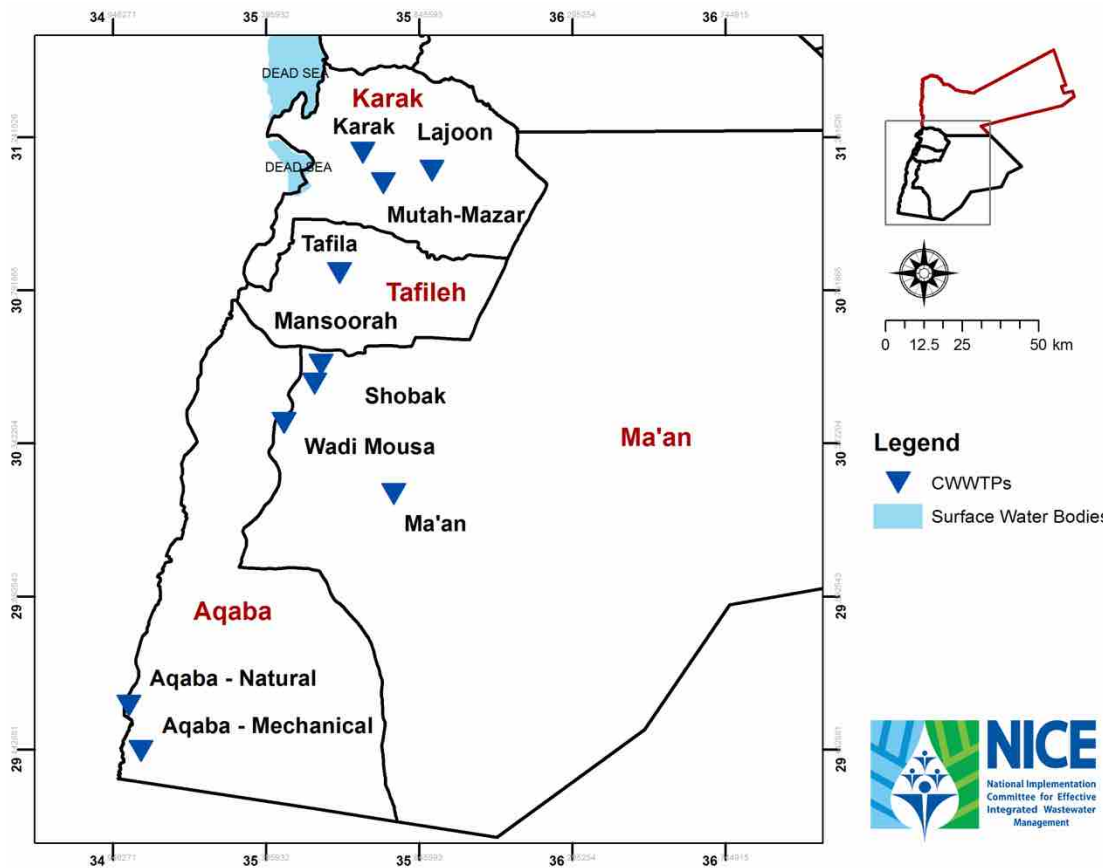 34
35
35
36
36
DEAD SEA
Karak
Karak
Lajoon
31
31
DEAD SEA
Mutah-Mazar
Tafila
Tafileh
30
30
Mansoorah
0 12.5 25 50 km
Shobak
Ma'an
30
30
Wadi Mousa
Legend
CWWTPs
Ma'an
Surface Water Bodies
29
29
Aqaba
Aqaba - Natural
Aqaba - Mechanical
29
29
NICE
National Implementation
Committee for Effective
Integrated Wastewater
Management
34
35
35
36
36